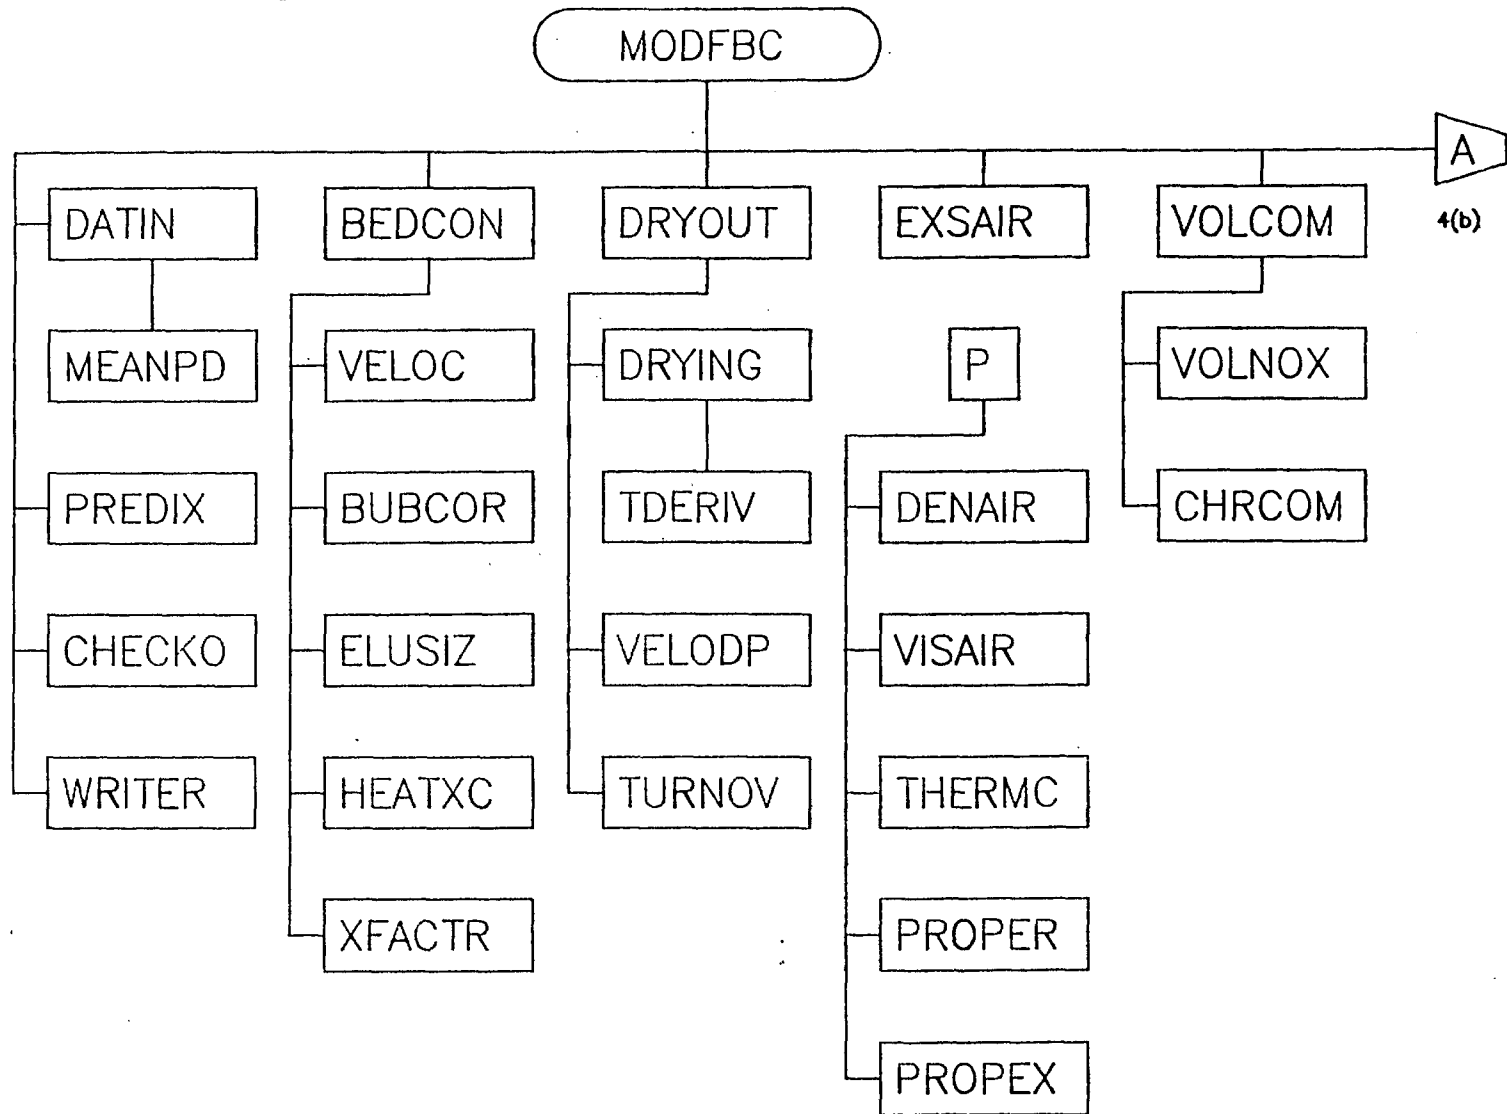 MODFBC
A
4(b)
DATIN
BEDCON
DRYOUT
EXSAIR
VOLCOM
MEANPD
VELOC
DRYING
P
VOLNOX
PREDIX
BUBCOR
TDERIV
DENAIR
CHRCOM
CHECKO
ELUSIZ
VELODP
VISAIR
WRITER
HEATXC
TURNOV
THERMC
XFACTR
PROPER
PROPEX